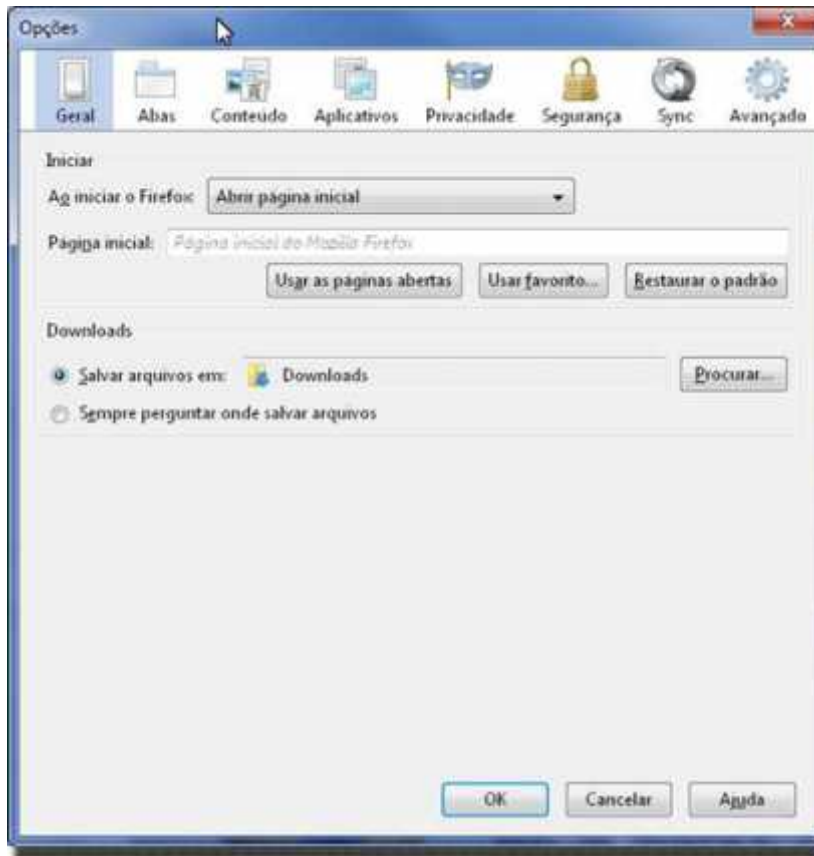 Opções
Geral Abas Conteúdo Aplicativos Privacidade Segurança Sync Avançado
Iniciar
Ao iniciar o Firefox: Abrir página inicial
Página inicial: Página inicial do Mozilla Firefox
Usar as páginas abertas Usar favorito... Restaurar o padrão
Downloads
Salvar arquivos em: Downloads Procurar...
Sempre perguntar onde salvar arquivos
OK Cancelar Ajuda